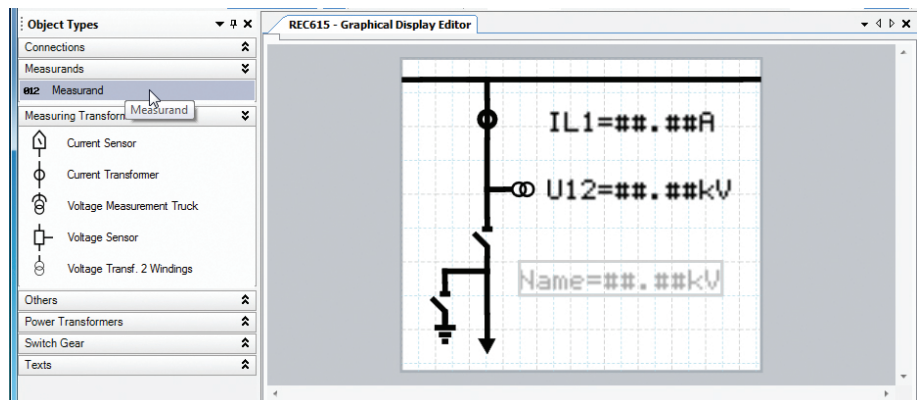 Object Types
Connections
Measurands
012 Measurand
Measurand
Measuring Transform
Current Sensor
Current Transformer
Voltage Measurement Truck
Voltage Sensor
Voltage Transf. 2 Windings
Others
Power Transformers
Switch Gear
Texts
REC615 - Graphical Display Editor
IL1=##.##A
U12=##.##kV
Name=##.##kV